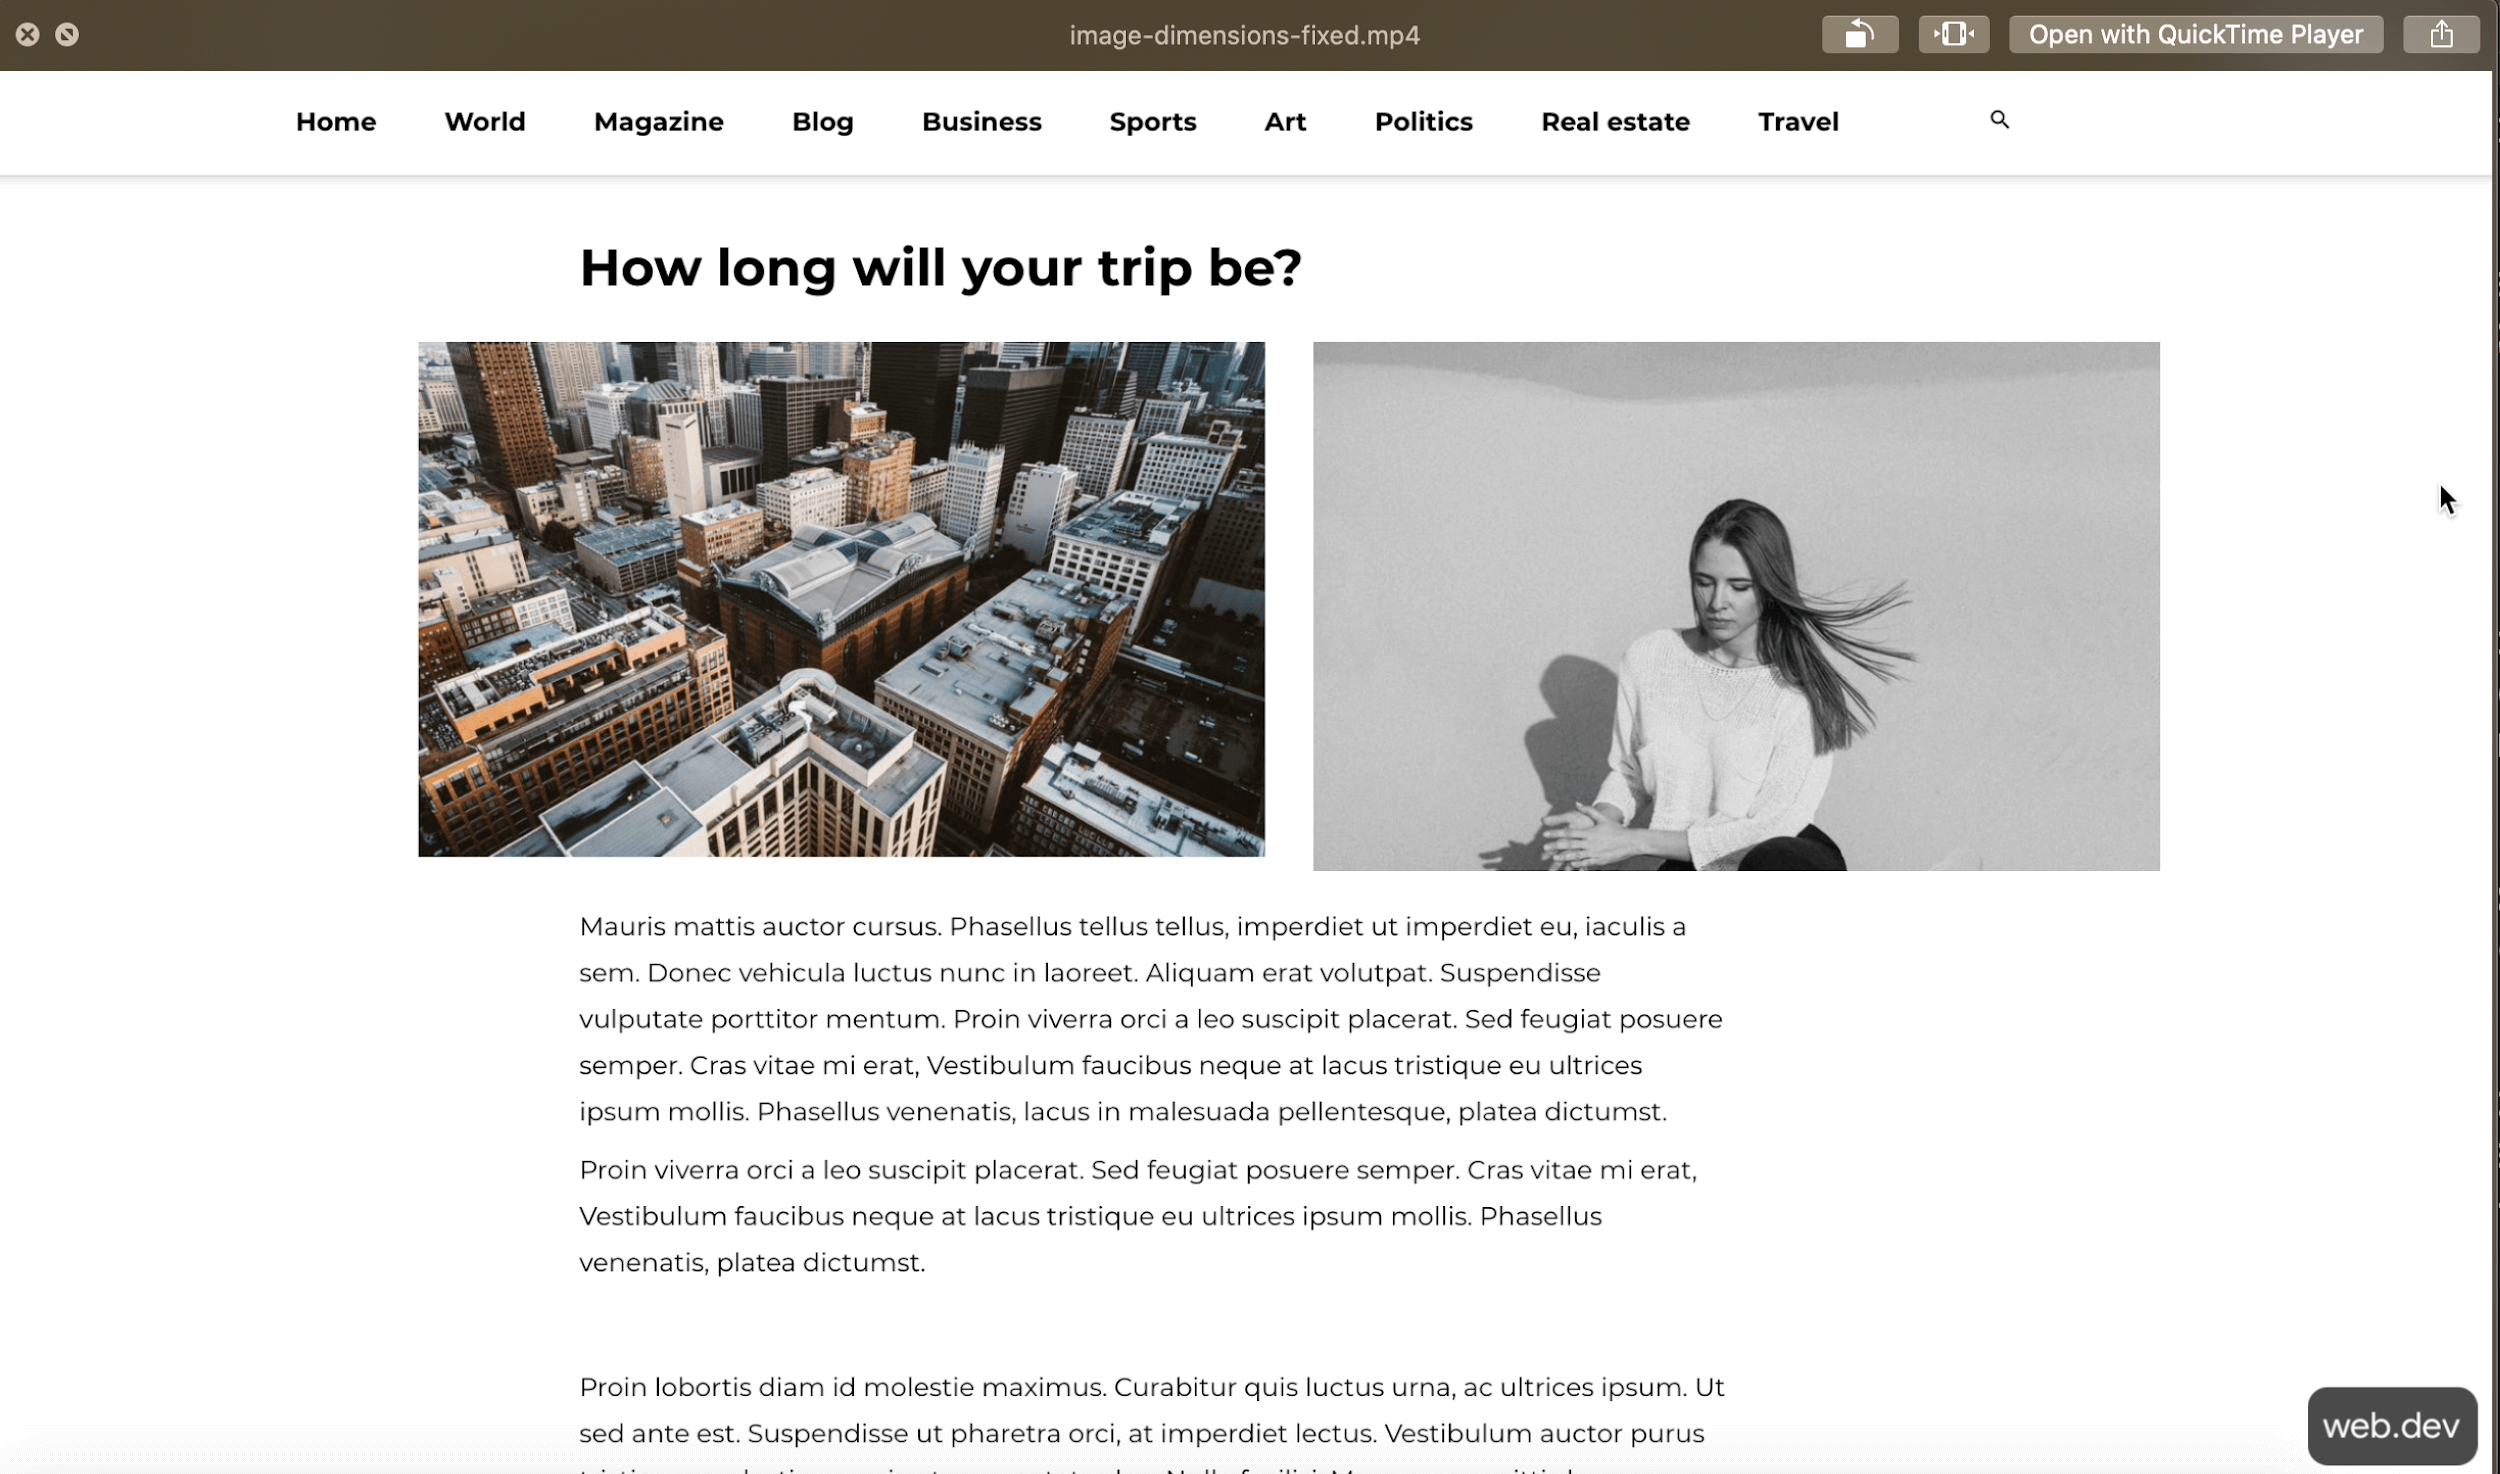 image-dimensions-fixed.mp4
Open with QuickTime Player
Home World Magazine Blog Business Sports Art Politics Real estate Travel
How long will your trip be?
Mauris mattis auctor cursus. Phasellus tellus tellus, imperdiet ut imperdiet eu, iaculis a
sem. Donec vehicula luctus nunc in laoreet. Aliquam erat volutpat. Suspendisse
vulputate porttitor mentum. Proin viverra orci a leo suscipit placerat. Sed feugiat posuere
semper. Cras vitae mi erat, Vestibulum faucibus neque at lacus tristique eu ultrices
ipsum mollis. Phasellus venenatis, lacus in malesuada pellentesque, platea dictumst.
Proin viverra orci a leo suscipit placerat. Sed feugiat posuere semper. Cras vitae mi erat,
Vestibulum faucibus neque at lacus tristique eu ultrices ipsum mollis. Phasellus
venenatis, platea dictumst.
Proin lobortis diam id molestie maximus. Curabitur quis luctus urna, ac ultrices ipsum. Ut
sed ante est. Suspendisse ut pharetra orci, at imperdiet lectus. Vestibulum auctor purus
web.dev